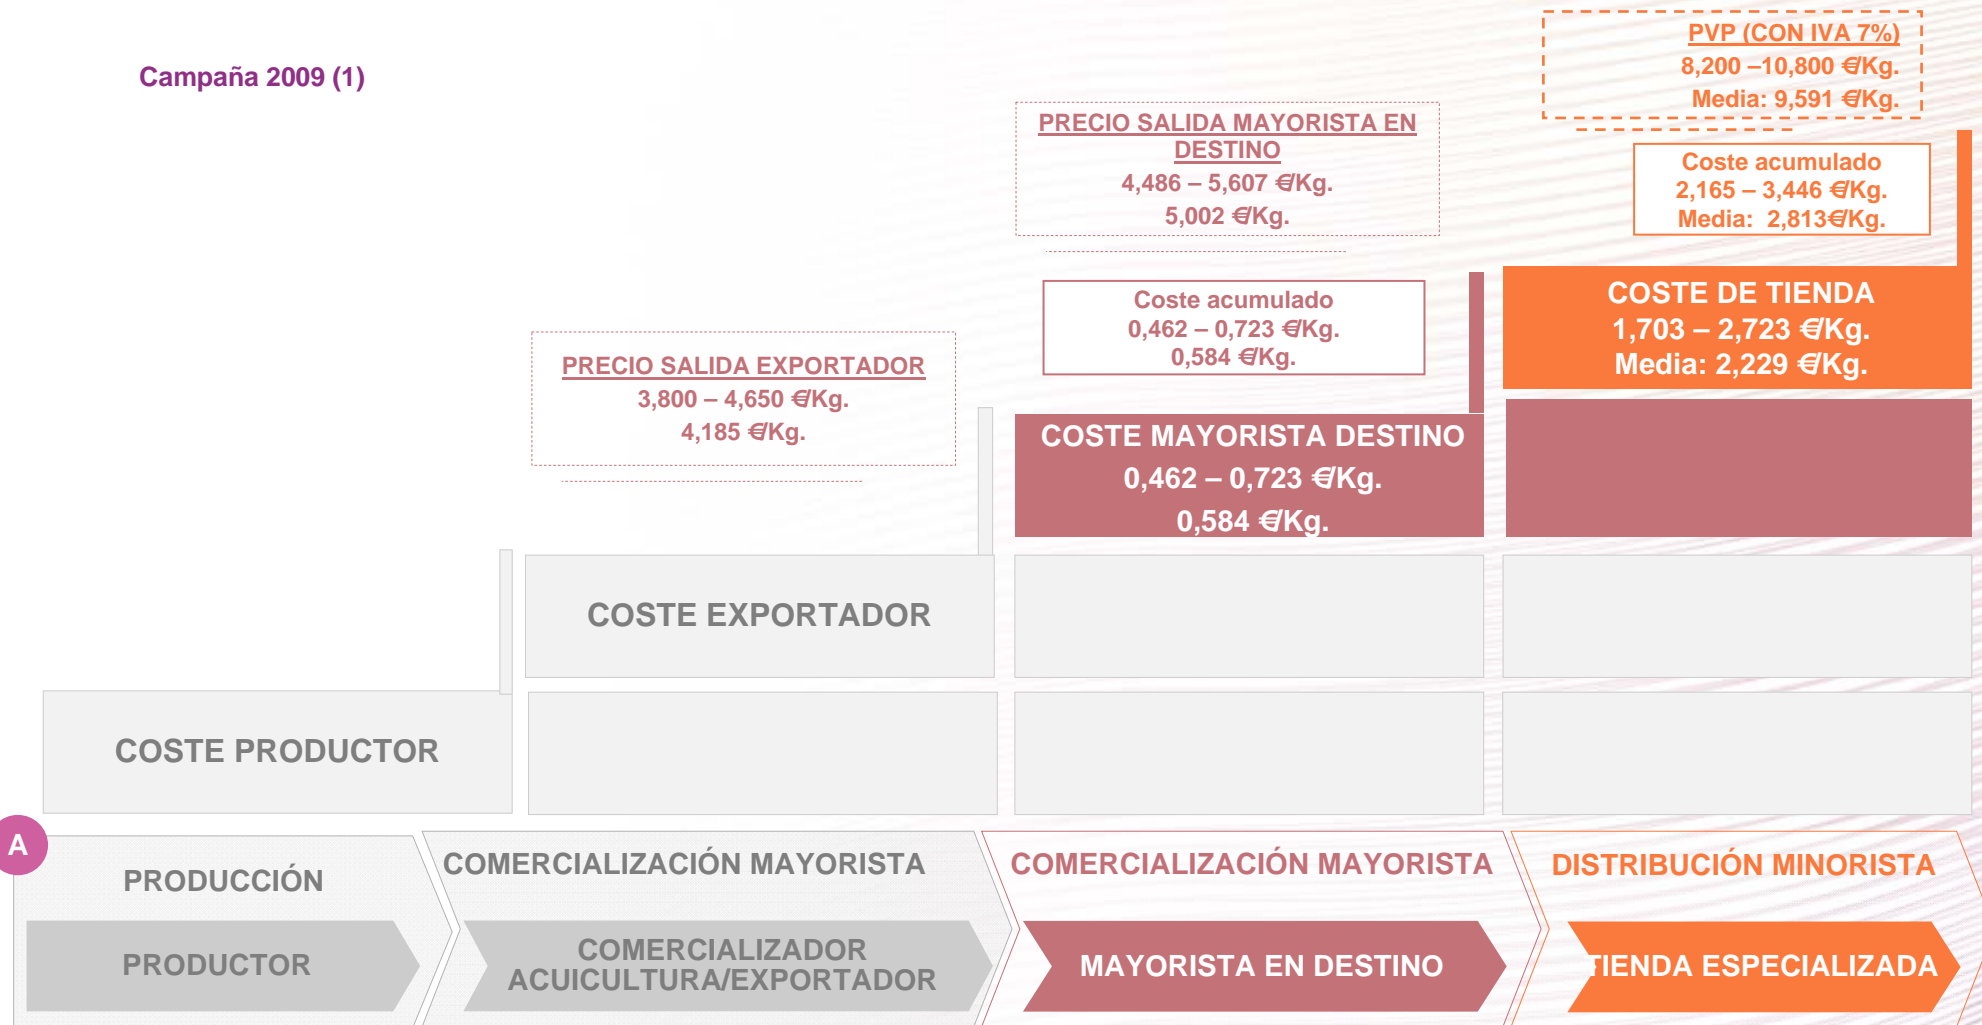 Campaña 2009 (1)
PVP (CON IVA 7%)
8,200 –10,800 €/Kg.
Media: 9,591 €/Kg.
PRECIO SALIDA MAYORISTA EN
DESTINO
4,486 – 5,607 €/Kg.
5,002 €/Kg.
Coste acumulado
2,165 – 3,446 €/Kg.
Media: 2,813€/Kg.
Coste acumulado
0,462 – 0,723 €/Kg.
0,584 €/Kg.
COSTE DE TIENDA
1,703 – 2,723 €/Kg.
Media: 2,229 €/Kg.
PRECIO SALIDA EXPORTADOR
3,800 – 4,650 €/Kg.
4,185 €/Kg.
COSTE MAYORISTA DESTINO
0,462 – 0,723 €/Kg.
0,584 €/Kg.
COSTE EXPORTADOR
COSTE PRODUCTOR
A
PRODUCCIÓN
COMERCIALIZACIÓN MAYORISTA
COMERCIALIZACIÓN MAYORISTA
DISTRIBUCIÓN MINORISTA
PRODUCTOR
COMERCIALIZADOR
ACUICULTURA/EXPORTADOR
MAYORISTA EN DESTINO
TIENDA ESPECIALIZADA